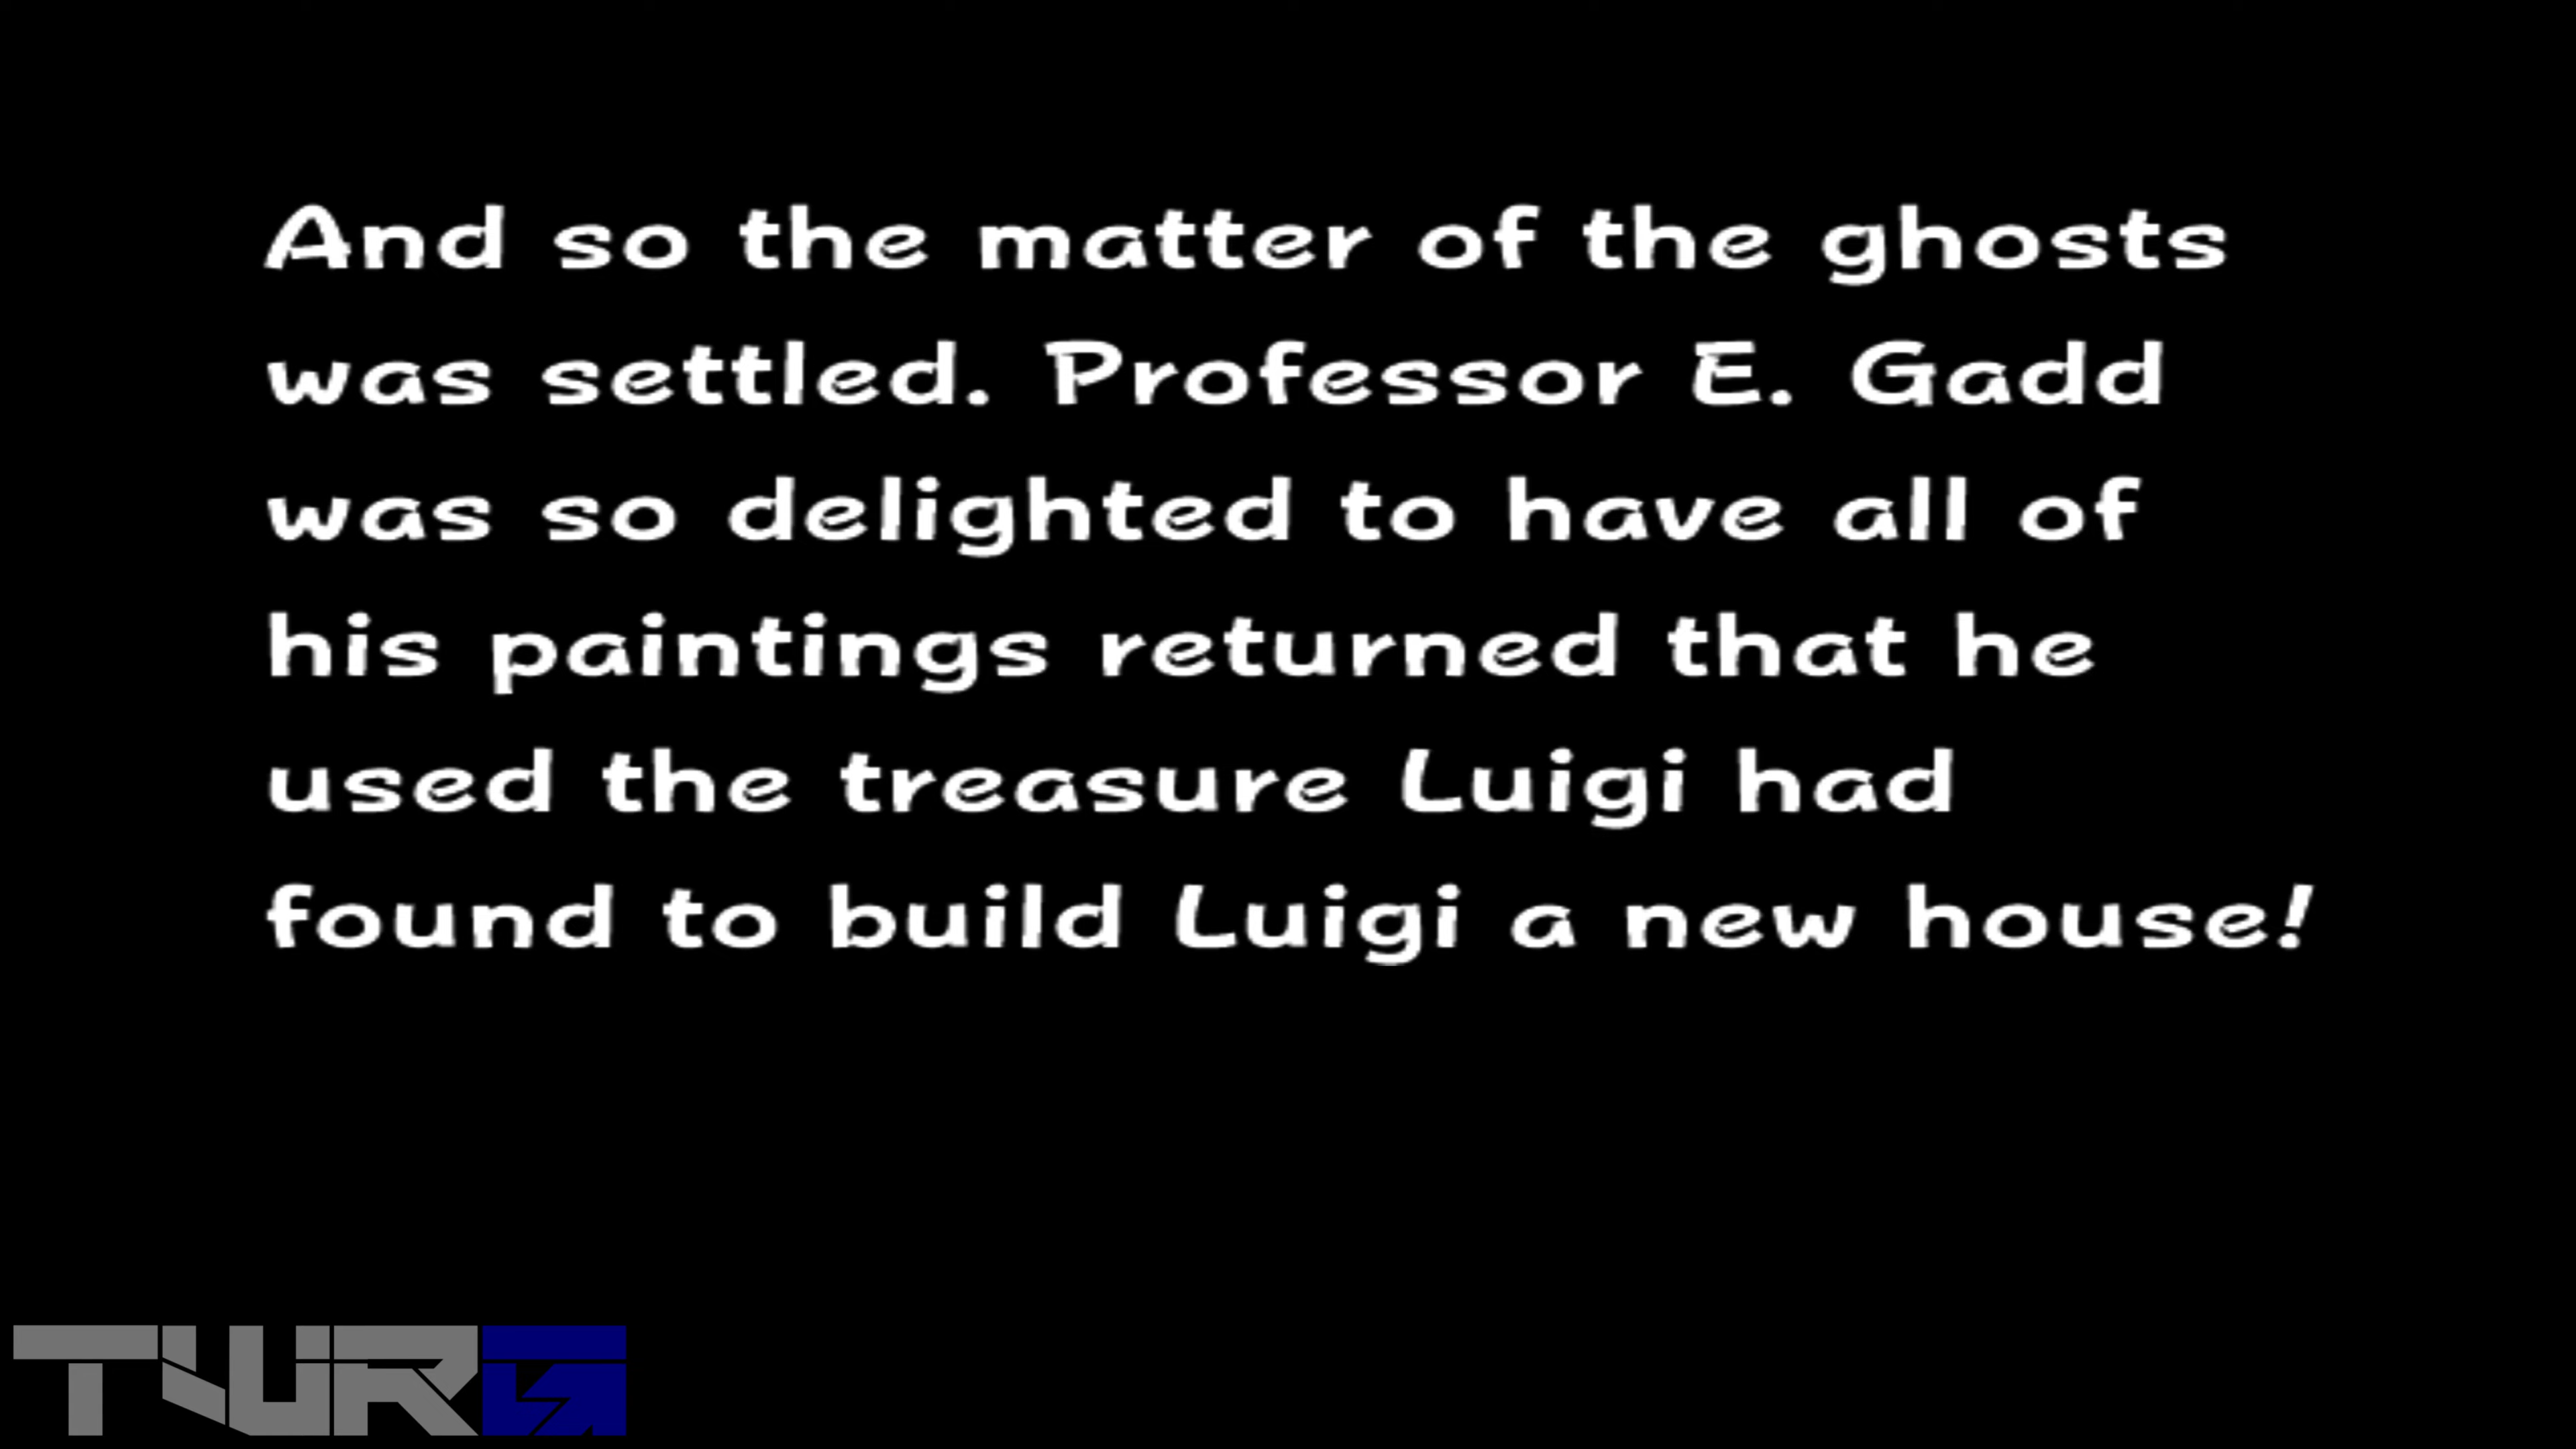 And so the matter of the ghosts
was settled. Professor E. Gadd
was so delighted to have all of
his paintings returned that he
used the treasure Luigi had
found to build Luigi a new house!